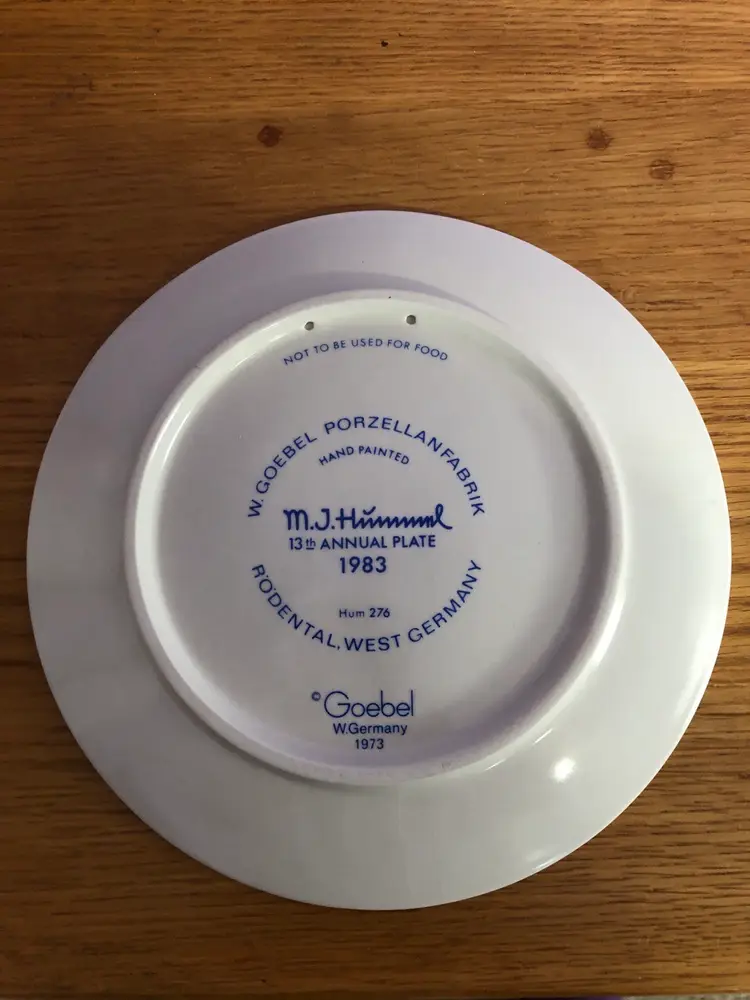 NOT TO BE USED FOR FOOD
W. GOEBEL PORZELLANFABRIK
HAND PAINTED
M.J. Hummel
13th ANNUAL PLATE
1983
Hum 276
RÖDENTAL, WEST GERMANY
© Goebel
W.Germany
1973